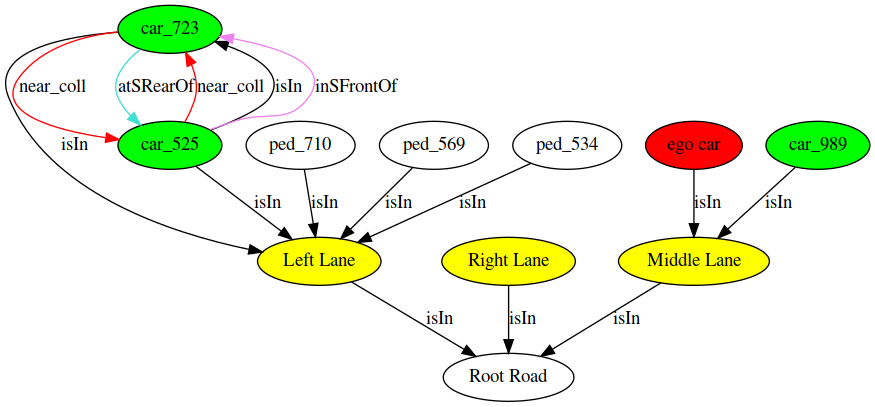 car_723
near_coll
atSRearOf
near_coll
isIn
inSFrontOf
isIn
car_525
ped_710
ped_569
ped_534
ego car
car_989
isIn
isIn
isIn
isIn
isIn
isIn
Left Lane
Right Lane
Middle Lane
isIn
isIn
isIn
Root Road